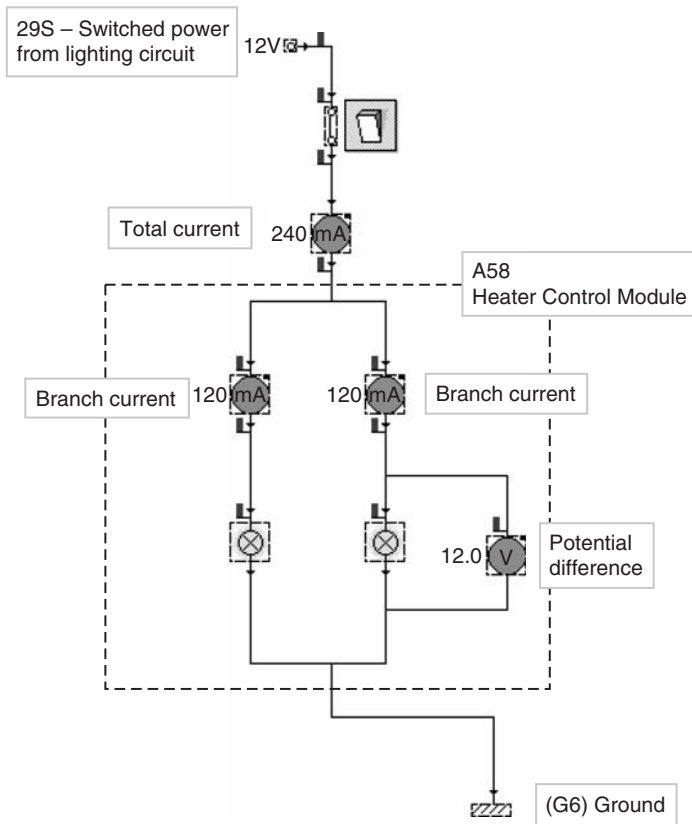 29S – Switched power
from lighting circuit
12V
Total current
240 mA
A58
Heater Control Module
Branch current
120 mA
120 mA
Branch current
12.0 V
Potential
difference
(G6) Ground